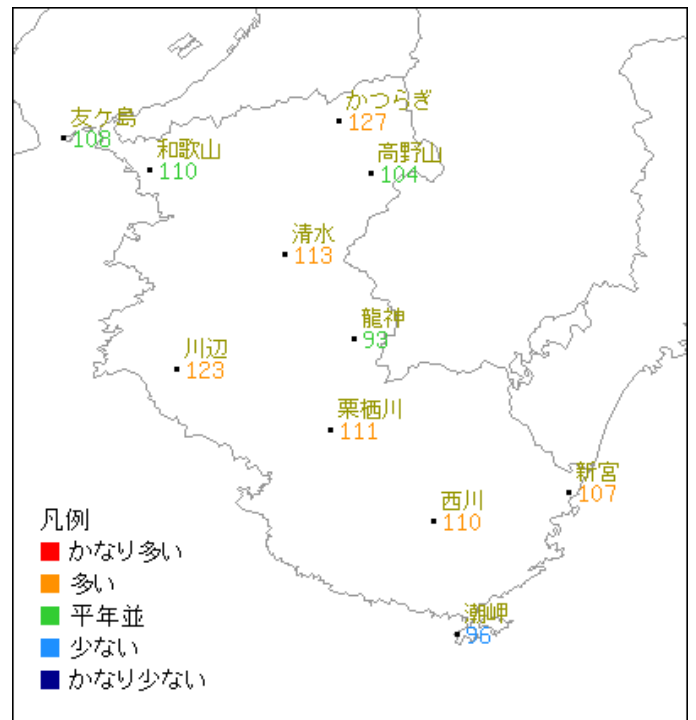 かつらぎ
127
友ケ島
108
和歌山
110
高野山
104
清水
113
龍神
93
川辺
123
栗栖川
111
新宮
107
西川
110
潮岬
96
凡例
かなり多い
多い
平年並
少ない
かなり少ない